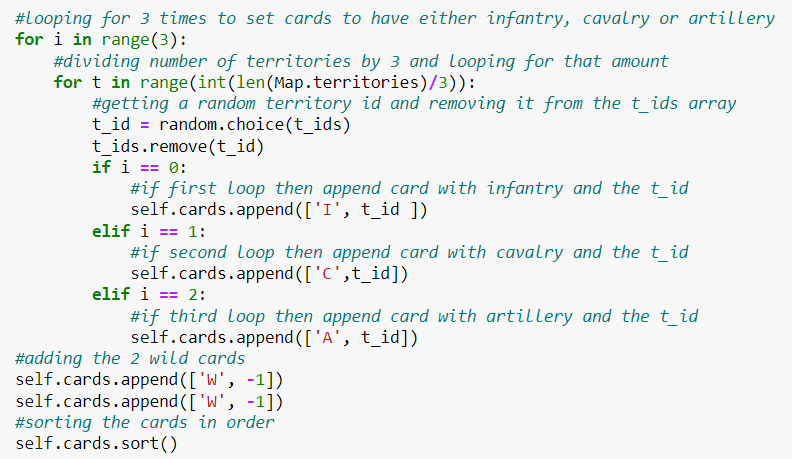 #looping for 3 times to set cards to have either infantry, cavalry or artillery
for i in range(3):
    #dividing number of territories by 3 and looping for that amount
    for t in range(int(len(Map.territories)/3)):
        #getting a random territory id and removing it from the t_ids array
        t_id = random.choice(t_ids)
        t_ids.remove(t_id)
        if i == 0:
            #if first loop then append card with infantry and the t_id
            self.cards.append(['I', t_id ])
        elif i == 1:
            #if second loop then append card with cavalry and the t_id
            self.cards.append(['C',t_id])
        elif i == 2:
            #if third loop then append card with artillery and the t_id
            self.cards.append(['A', t_id])
#adding the 2 wild cards
self.cards.append(['W', -1])
self.cards.append(['W', -1])
#sorting the cards in order
self.cards.sort()